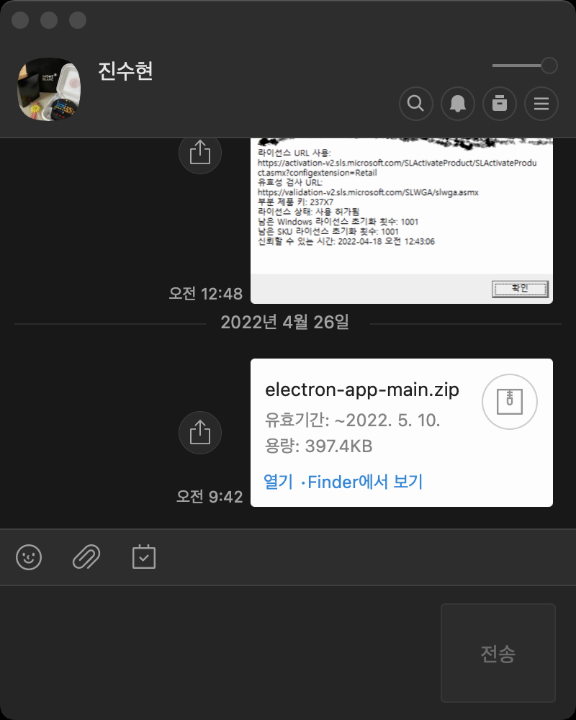 진수현
라이선스 URL 사용:
https://activation-v2.sls.microsoft.com/SLActivateProduct/SLActivateProdu
ct.asmx?configextension=Retail
유효성 검사 URL:
https://validation-v2.sls.microsoft.com/SLWGA/slwga.asmx
부분 제품 키: 237X7
라이선스 상태: 사용 허가됨
남은 Windows 라이선스 초기화 횟수: 1001
남은 SKU 라이선스 초기화 횟수: 1001
신뢰할 수 있는 시간: 2022-04-18 오전 12:43:06
확인
오전 12:48
2022년 4월 26일
electron-app-main.zip
유효기간: ~2022. 5. 10.
용량: 397.4KB
열기 ·Finder에서 보기
오전 9:42
전송